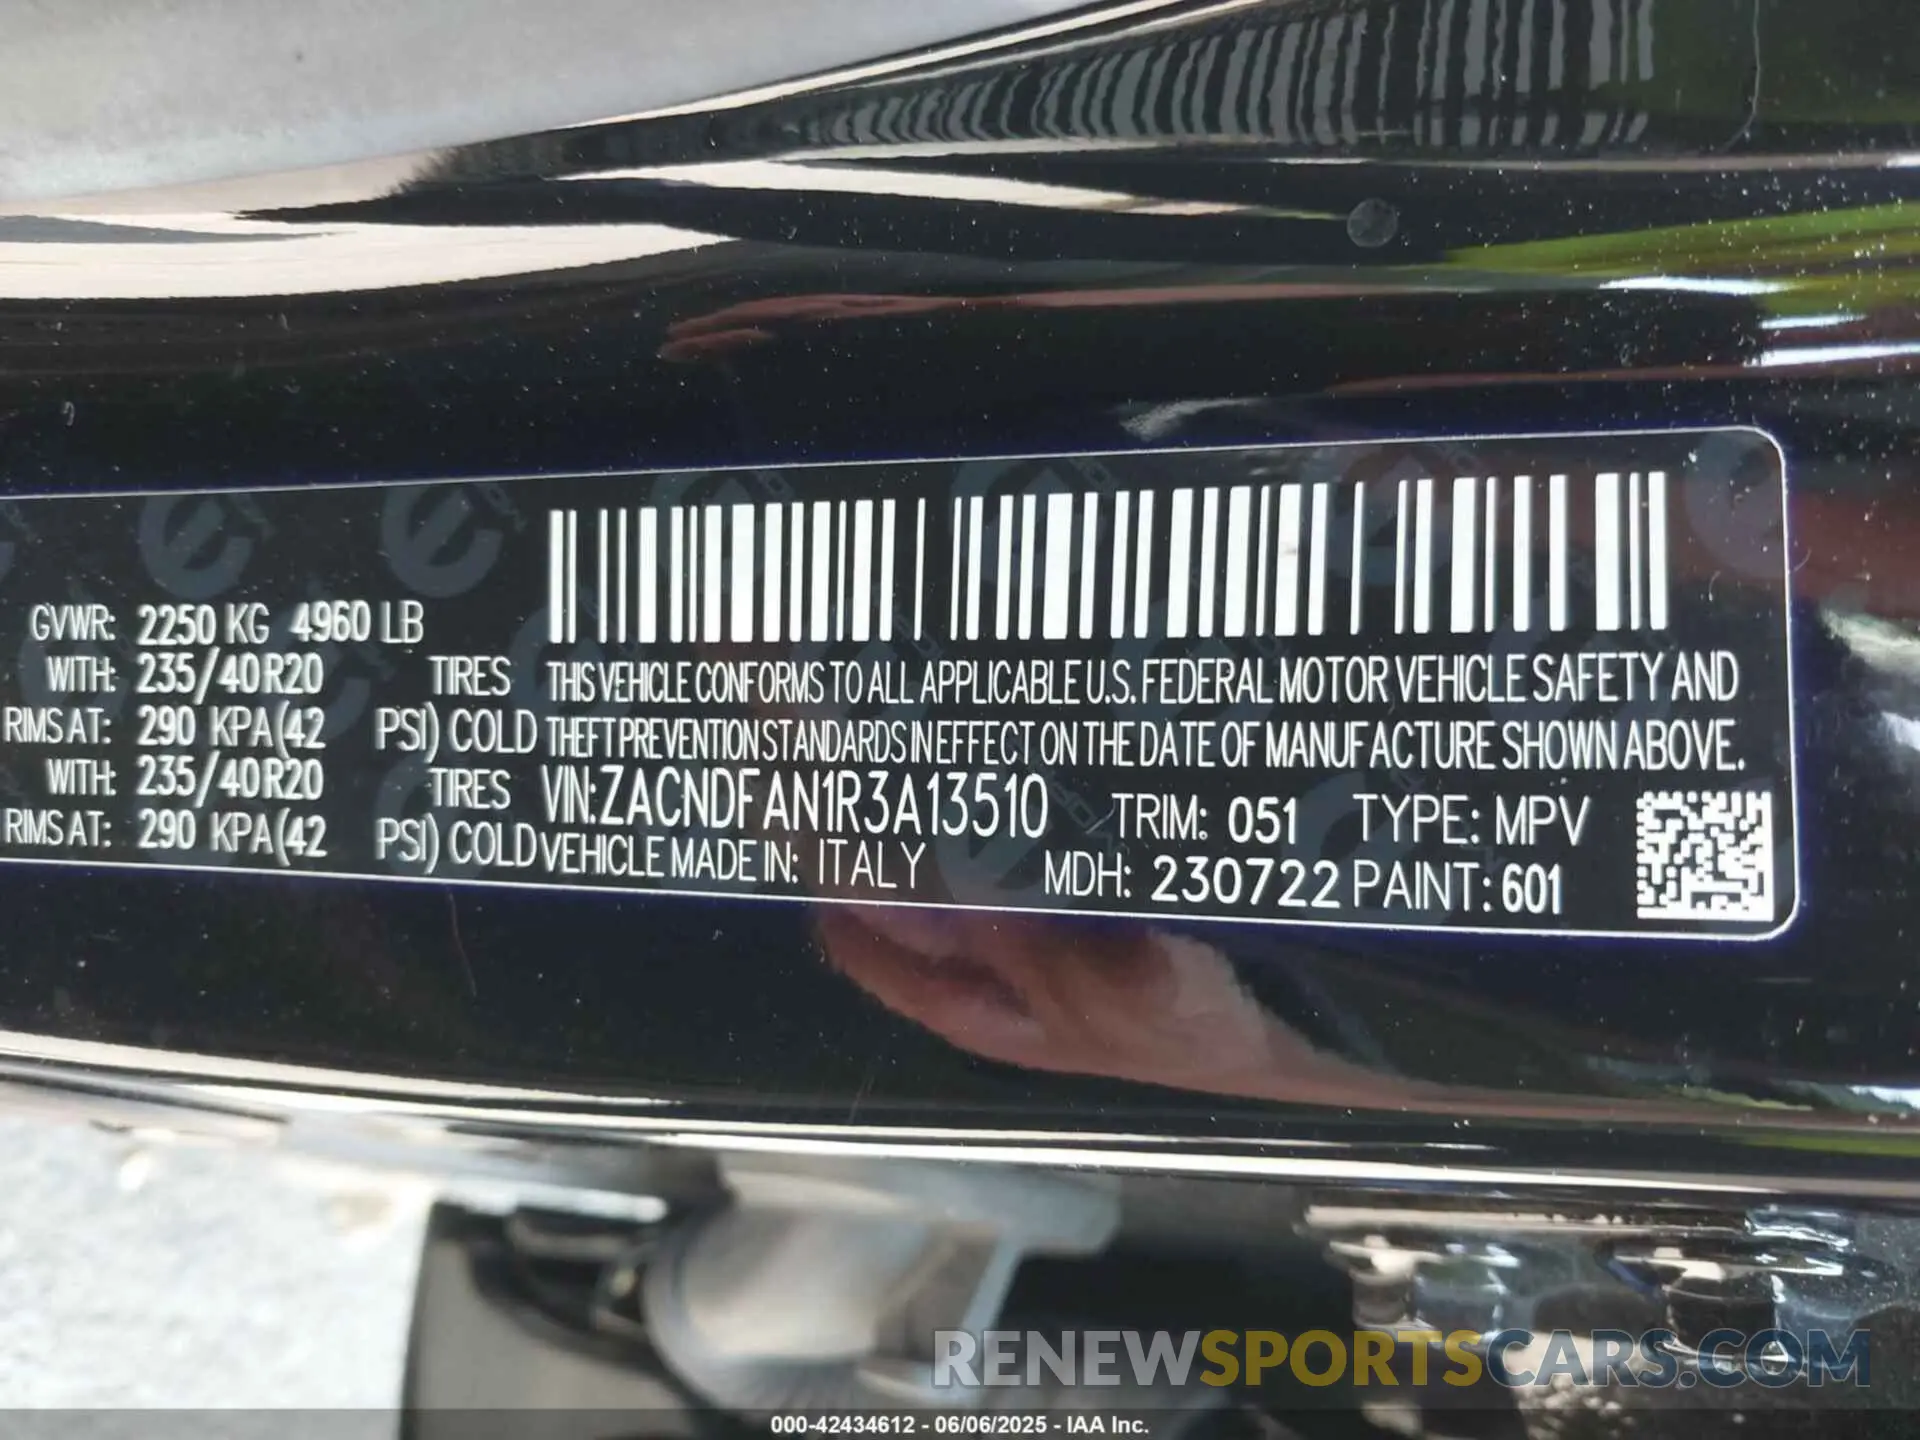 GVWR: 2250 KG 4960 LB
WITH: 235/40R20 TIRES
RIMS AT: 290 KPA(42 PSI) COLD
WITH: 235/40R20 TIRES
RIMS AT: 290 KPA(42 PSI) COLD
THIS VEHICLE CONFORMS TO ALL APPLICABLE U.S. FEDERAL MOTOR VEHICLE SAFETY AND
THEFT PREVENTION STANDARDS IN EFFECT ON THE DATE OF MANUFACTURE SHOWN ABOVE.
VIN:ZACNDFAN1R3A13510 TRIM: 051 TYPE: MPV
VEHICLE MADE IN: ITALY MDH: 230722 PAINT: 601
RENEWSPORTSCARS.COM
000-42434612 - 06/06/2025 - IAA Inc.